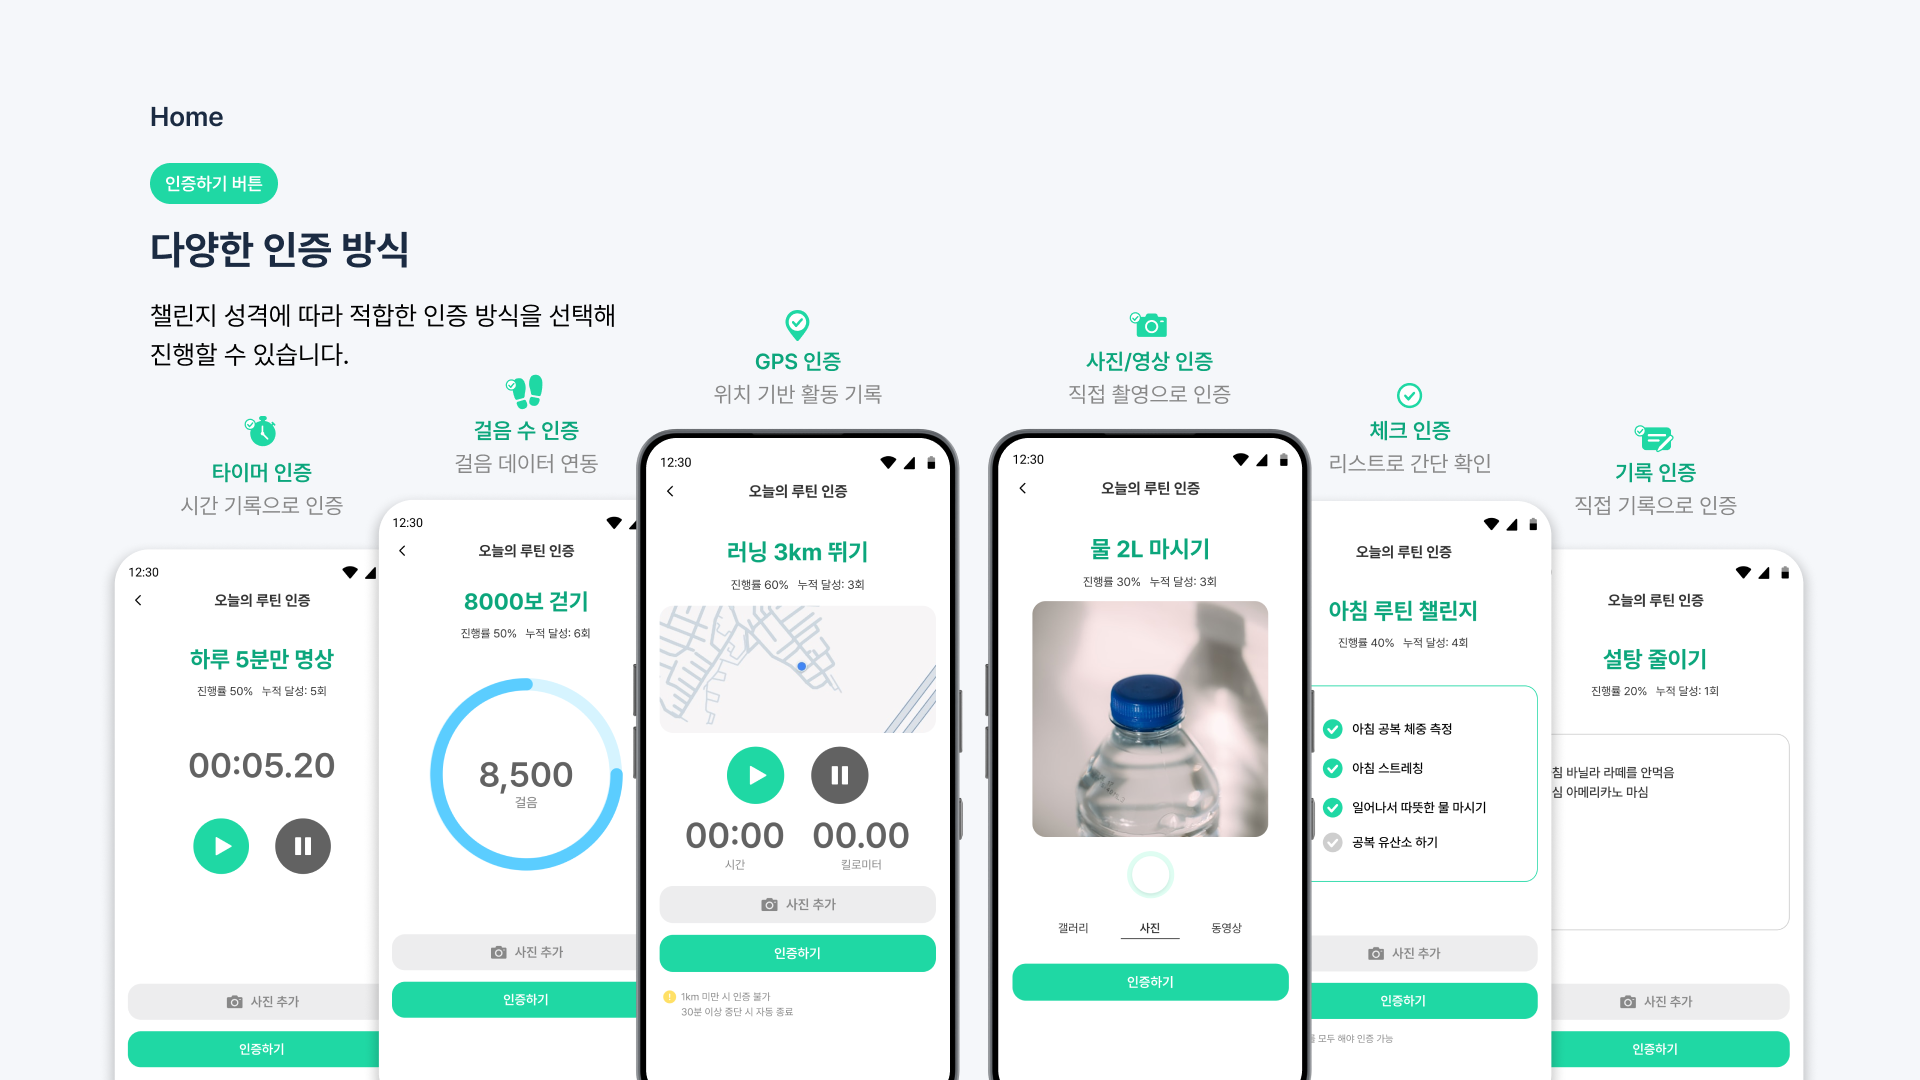 Home
인증하기 버튼
다양한 인증 방식
챌린지 성격에 따라 적합한 인증 방식을 선택해
진행할 수 있습니다.
타이머 인증
시간 기록으로 인증
12:30
오늘의 루틴 인증
하루 5분만 명상
진행률 50% 누적 달성: 5회
00:05.20
사진 추가
인증하기
걸음 수 인증
걸음 데이터 연동
12:30
오늘의 루틴 인증
8000보 걷기
진행률 50% 누적 달성: 6회
8,500
걸음
사진 추가
인증하기
GPS 인증
위치 기반 활동 기록
12:30
오늘의 루틴 인증
러닝 3km 뛰기
진행률 60% 누적 달성: 3회
00:00 00.00
시간 킬로미터
사진 추가
인증하기
1km 미만 시 인증 불가
30분 이상 중단 시 자동 종료
사진/영상 인증
직접 촬영으로 인증
12:30
오늘의 루틴 인증
물 2L 마시기
진행률 30% 누적 달성: 3회
갤러리 사진 동영상
인증하기
체크 인증
리스트로 간단 확인
오늘의 루틴 인증
아침 루틴 챌린지
진행률 40% 누적 달성: 4회
아침 공복 체중 측정
아침 스트레칭
일어나서 따뜻한 물 마시기
공복 유산소 하기
사진 추가
인증하기
모두 해야 인증 가능
기록 인증
직접 기록으로 인증
오늘의 루틴 인증
설탕 줄이기
진행률 20% 누적 달성: 1회
침 바닐라 라떼를 안먹음
심 아메리카노 마심
사진 추가
인증하기